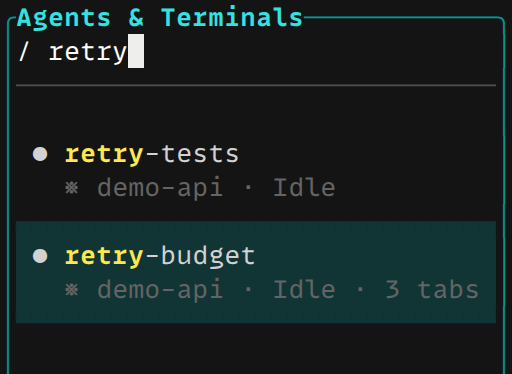 Agents & Terminals
/ retry
● retry-tests
※ demo-api · Idle
● retry-budget
※ demo-api · Idle · 3 tabs